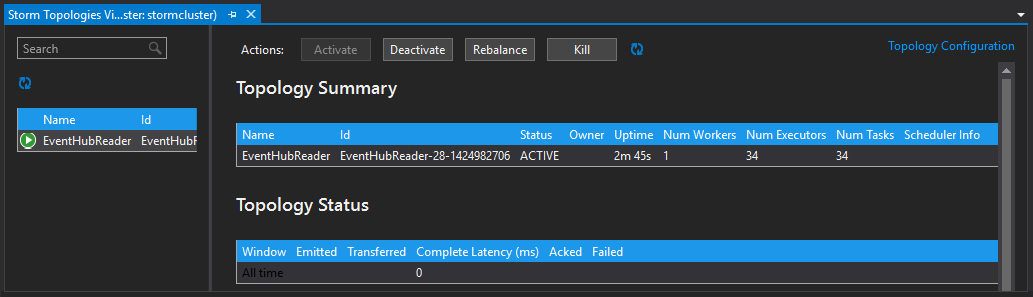 Storm Topologies Vi...ster: stormcluster)
Search
Name Id
EventHubReader EventHubF
Actions: Activate Deactivate Rebalance Kill
Topology Configuration
Topology Summary
Name Id Status Owner Uptime Num Workers Num Executors Num Tasks Scheduler Info
EventHubReader EventHubReader-28-1424982706 ACTIVE 2m 45s 1 34 34
Topology Status
Window Emitted Transferred Complete Latency (ms) Acked Failed
All time 0